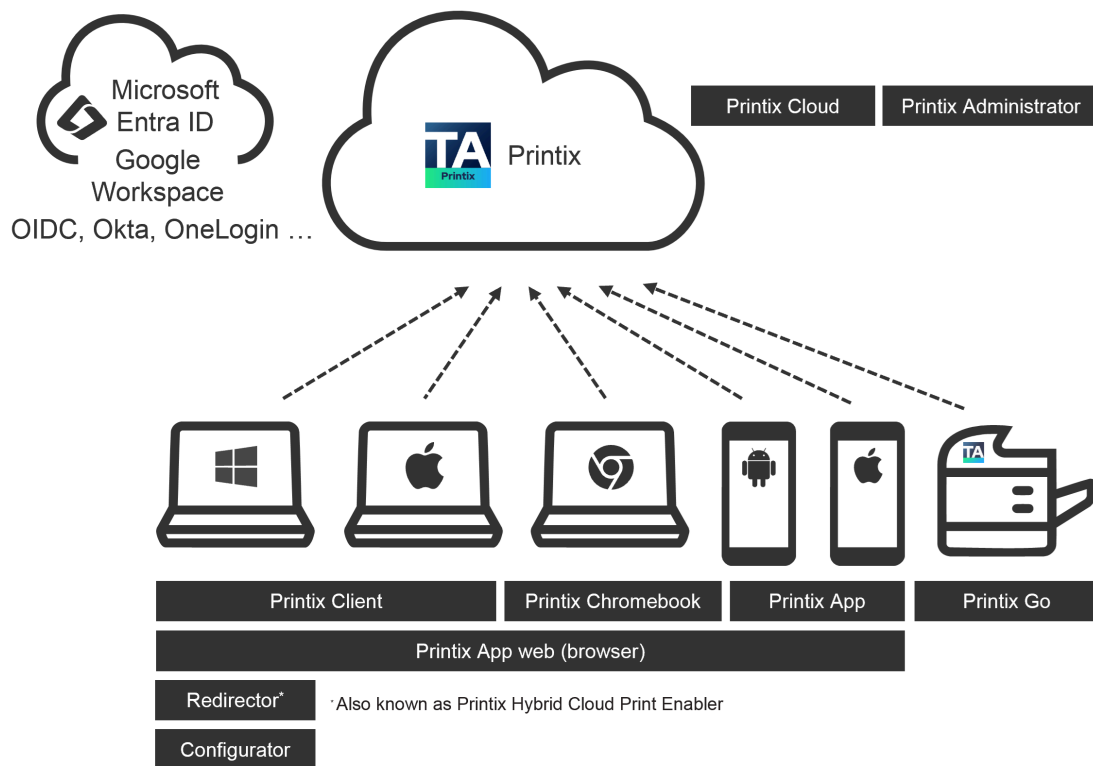 Microsoft
Entra ID
Google
Workspace
OIDC, Okta, OneLogin …
TA
Printix
Printix
Printix Cloud
Printix Administrator
TA
Printix Client
Printix Chromebook
Printix App
Printix Go
Printix App web (browser)
Redirector*
*Also known as Printix Hybrid Cloud Print Enabler
Configurator